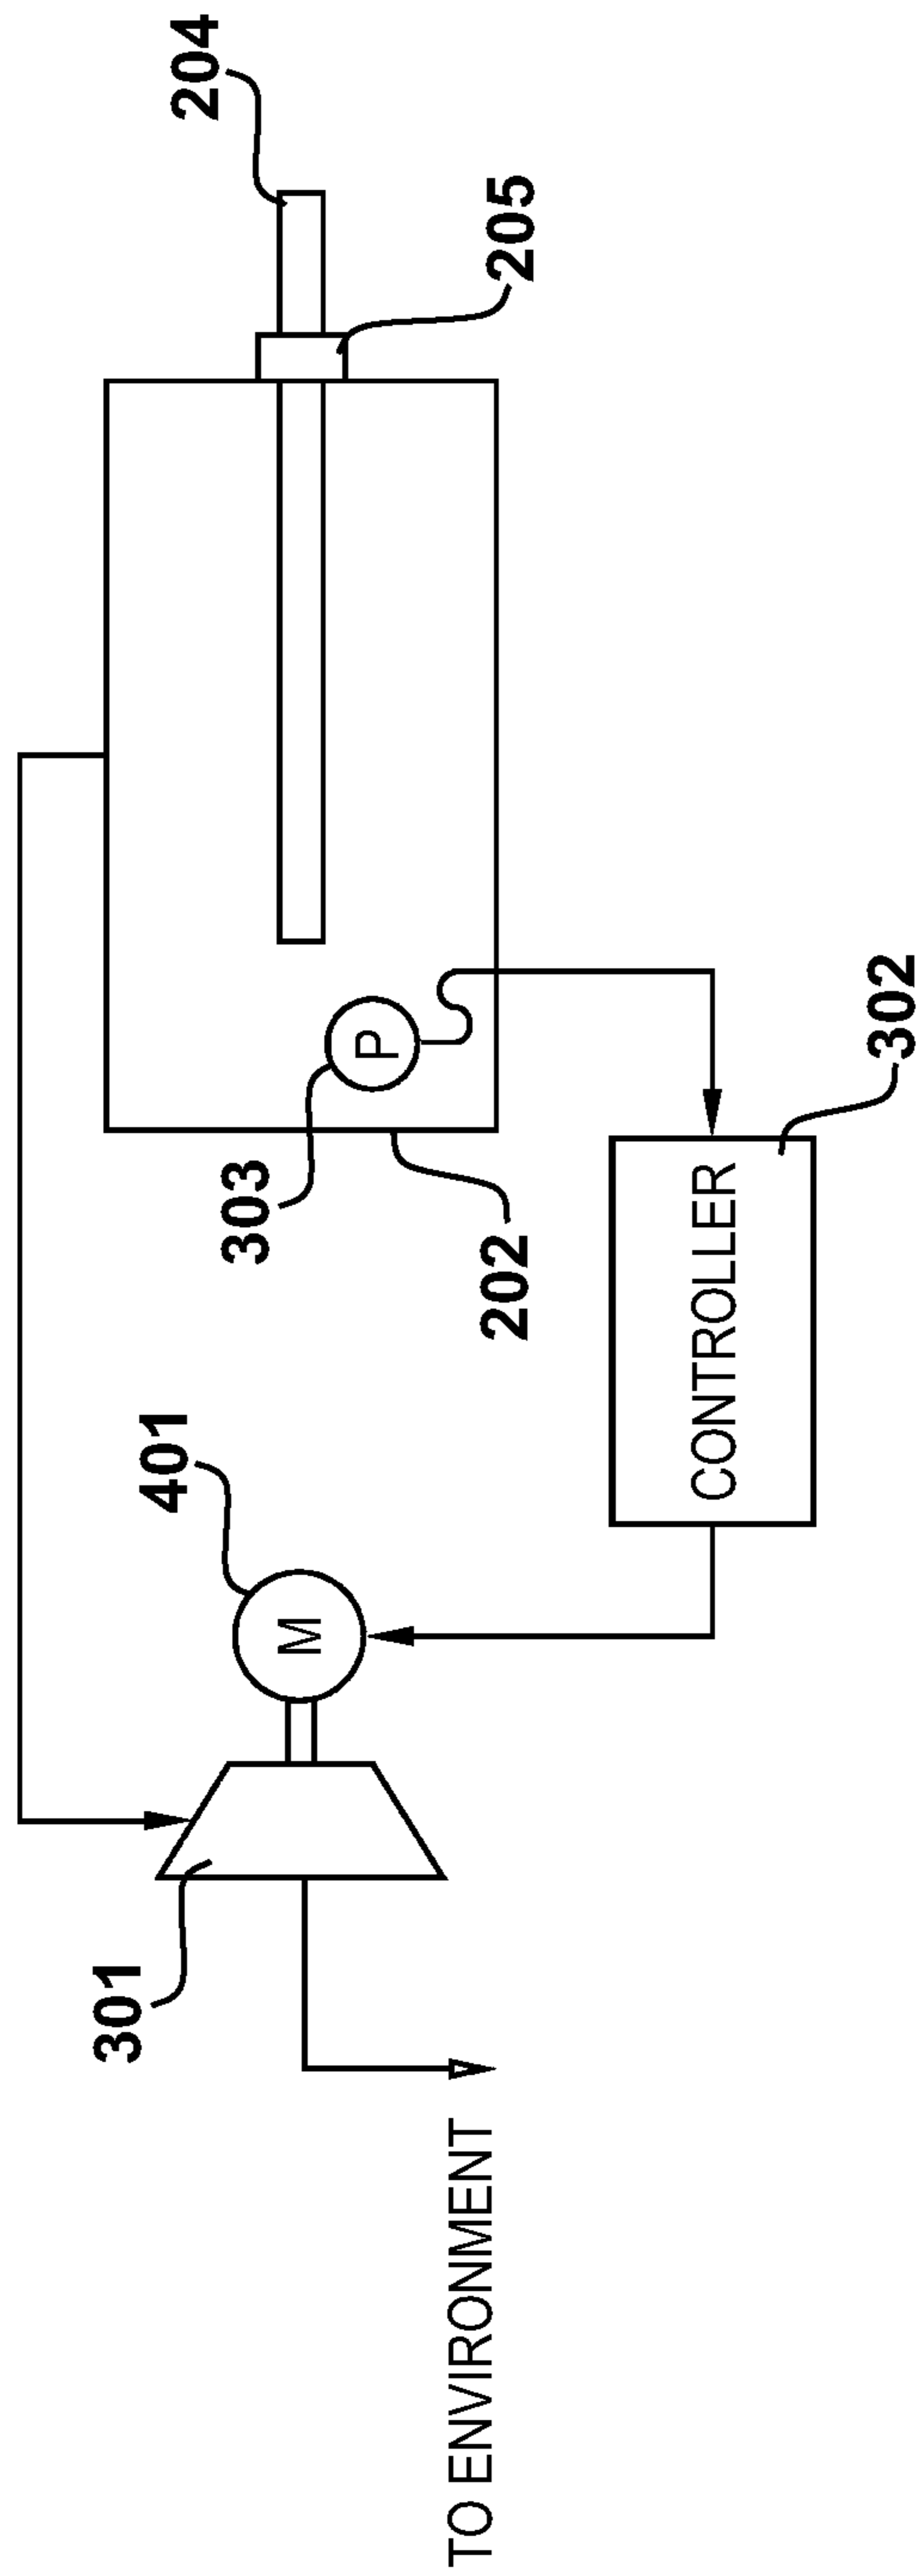 204
205
303
P
202
401
M
301
CONTROLLER
302
TO ENVIRONMENT